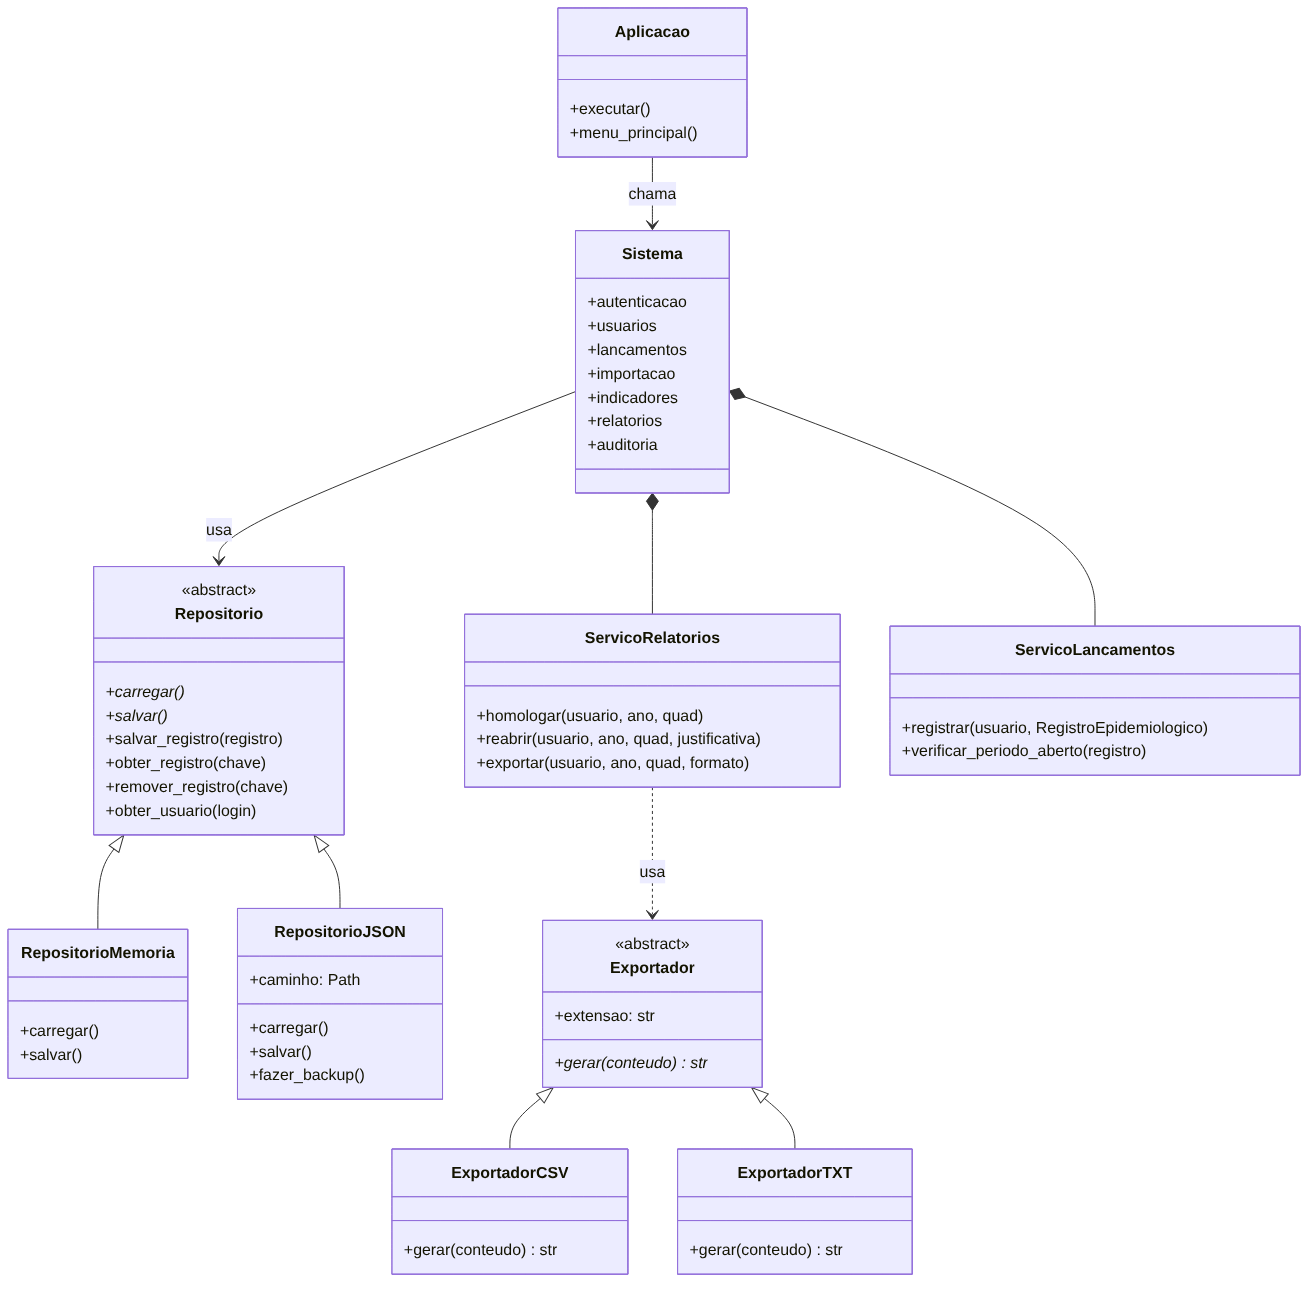 Aplicacao
+executar()
+menu_principal()
chama
Sistema
+autenticacao
+usuarios
+lancamentos
+importacao
+indicadores
+relatorios
+auditoria
usa
«abstract»
Repositorio
+carregar()
+salvar()
+salvar_registro(registro)
+obter_registro(chave)
+remover_registro(chave)
+obter_usuario(login)
ServicoRelatorios
+homologar(usuario, ano, quad)
+reabrir(usuario, ano, quad, justificativa)
+exportar(usuario, ano, quad, formato)
ServicoLancamentos
+registrar(usuario, RegistroEpidemiologico)
+verificar_periodo_aberto(registro)
usa
RepositorioMemoria
+carregar()
+salvar()
RepositorioJSON
+caminho: Path
+carregar()
+salvar()
+fazer_backup()
«abstract»
Exportador
+extensao: str
+gerar(conteudo) : str
ExportadorCSV
+gerar(conteudo) : str
ExportadorTXT
+gerar(conteudo) : str